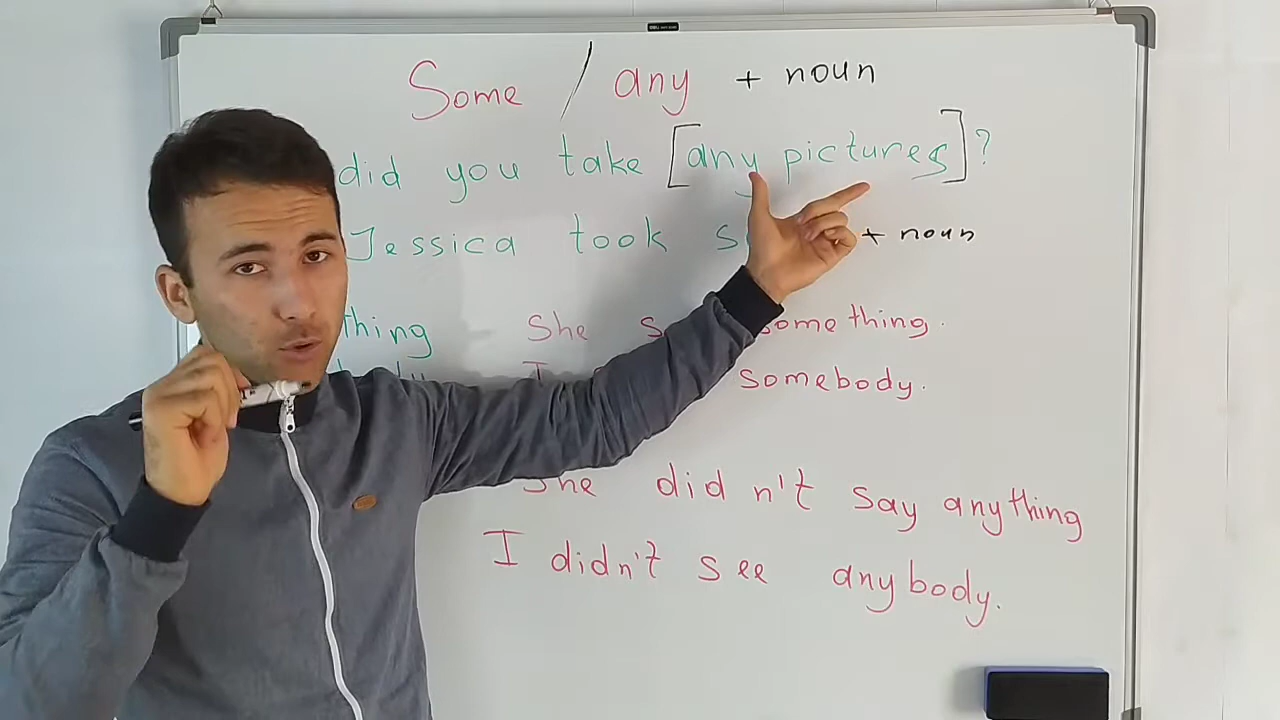 Some / any + noun
did you take [any pictures]?
Jessica took + noun
thing She something.
I somebody.
She didn't say anything
I didn't see anybody.